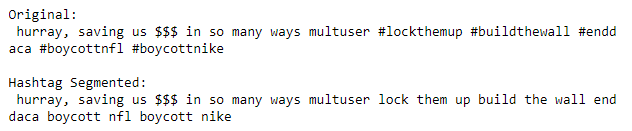 Original:
hurray, saving us $$$ in so many ways multuser #lockthemup #buildthewall #endd
aca #boycottnfl #boycottnike
Hashtag Segmented:
hurray, saving us $$$ in so many ways multuser lock them up build the wall end
daca boycott nfl boycott nike